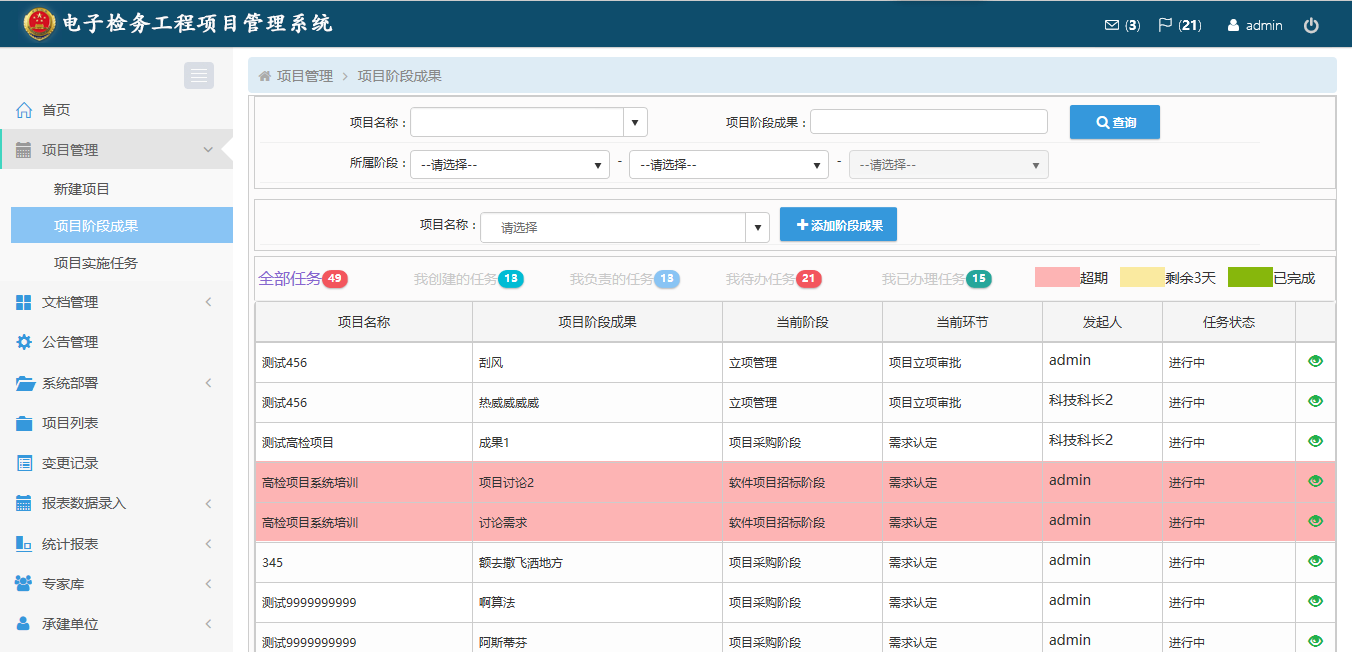 电子检务工程项目管理系统
(3) (21) admin
项目管理 > 项目阶段成果
首页
项目管理
新建项目
项目阶段成果
项目实施任务
文档管理
公告管理
系统部署
项目列表
变更记录
报表数据录入
统计报表
专家库
承建单位
项目名称： 项目阶段成果： 查询
所属阶段： --请选择-- - --请选择-- - --请选择--
项目名称： 请选择 添加阶段成果
全部任务 49 我创建的任务 13 我负责的任务 13 我待办任务 21 我已办理任务 15 超期 剩余3天 已完成
项目名称 项目阶段成果 当前阶段 当前环节 发起人 任务状态
测试456 刮风 立项管理 项目立项审批 admin 进行中
测试456 热威威威威 立项管理 项目立项审批 科技科长2 进行中
测试高检项目 成果1 项目采购阶段 需求认定 科技科长2 进行中
高检项目系统培训 项目讨论2 软件项目招标阶段 需求认定 admin 进行中
高检项目系统培训 讨论需求 软件项目招标阶段 需求认定 admin 进行中
345 额去撒飞洒地方 项目采购阶段 需求认定 admin 进行中
测试9999999999 啊算法 项目采购阶段 需求认定 admin 进行中
测试9999999999 阿斯蒂芬 项目采购阶段 需求认定 admin 进行中